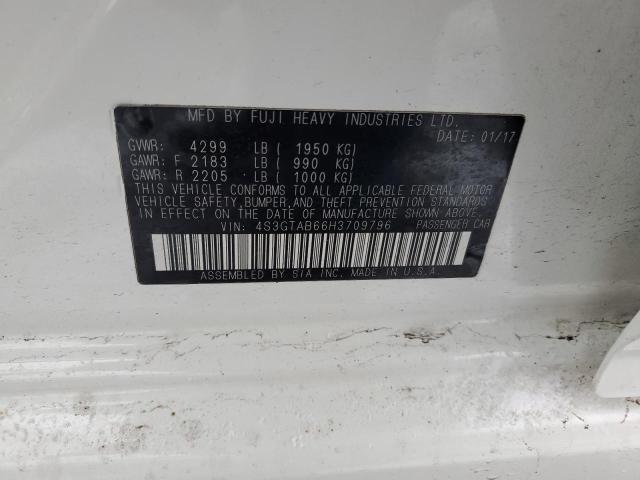 MFD BY FUJI HEAVY INDUSTRIES LTD.
DATE: 01/17
GVWR: 4299 LB ( 1950 KG)
GAWR: F 2183 LB ( 990 KG)
GAWR: R 2205 LB ( 1000 KG)
THIS VEHICLE CONFORMS TO ALL APPLICABLE FEDERAL MOTOR
VEHICLE SAFETY, BUMPER, AND THEFT PREVENTION STANDARDS
IN EFFECT ON THE DATE OF MANUFACTURE SHOWN ABOVE.
VIN: 4S3GTAB66H3709796 PASSENGER CAR
ASSEMBLED BY SIA INC. MADE IN U.S.A.